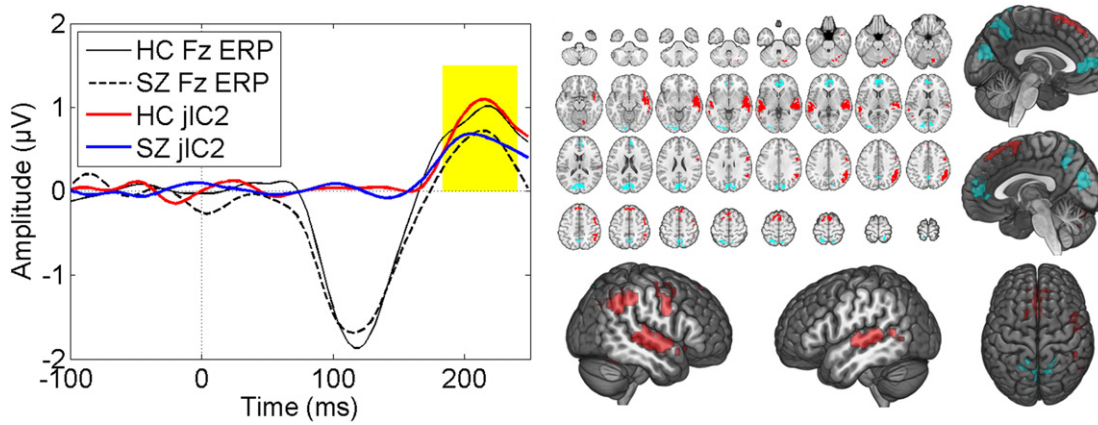 HC Fz ERP
SZ Fz ERP
HC jIC2
SZ jIC2
Amplitude (µV)
2
1
0
-1
-2
-100
0
100
200
Time (ms)